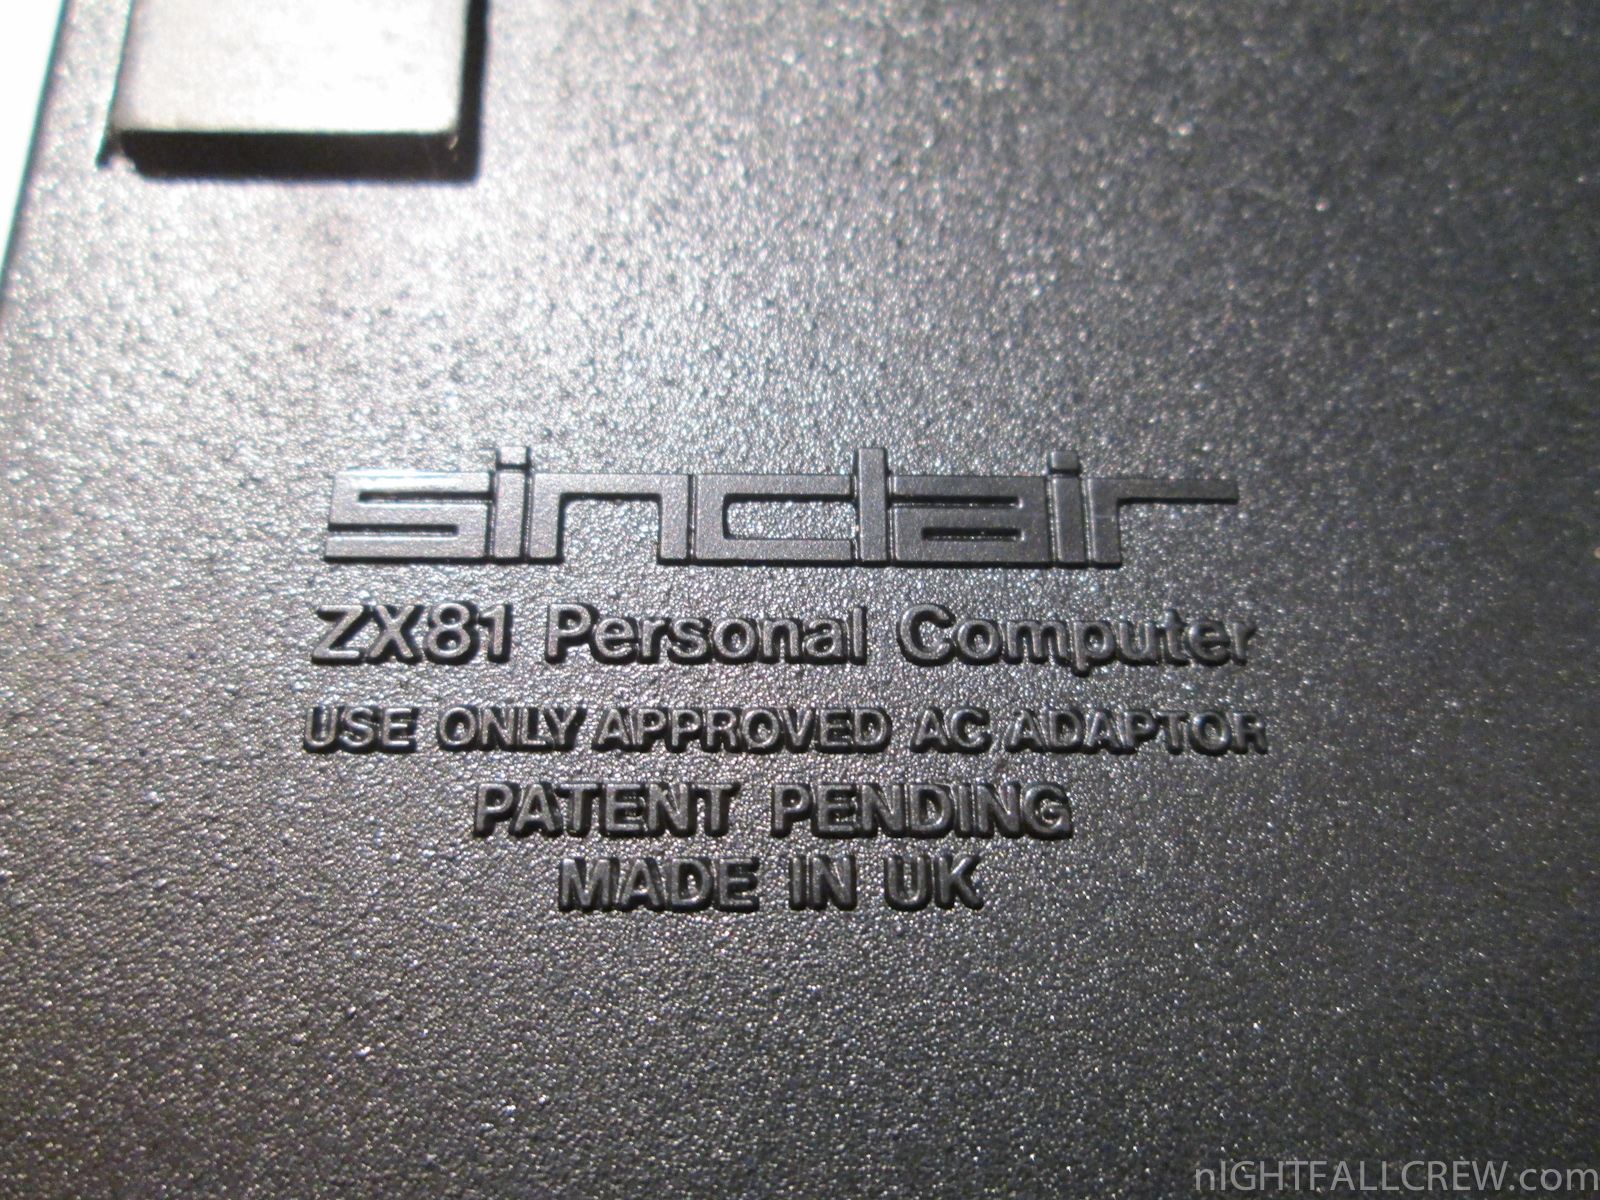 sinclair
ZX81 Personal Computer
USE ONLY APPROVED AC ADAPTOR
PATENT PENDING
MADE IN UK
nIGHTFALLCREW.com